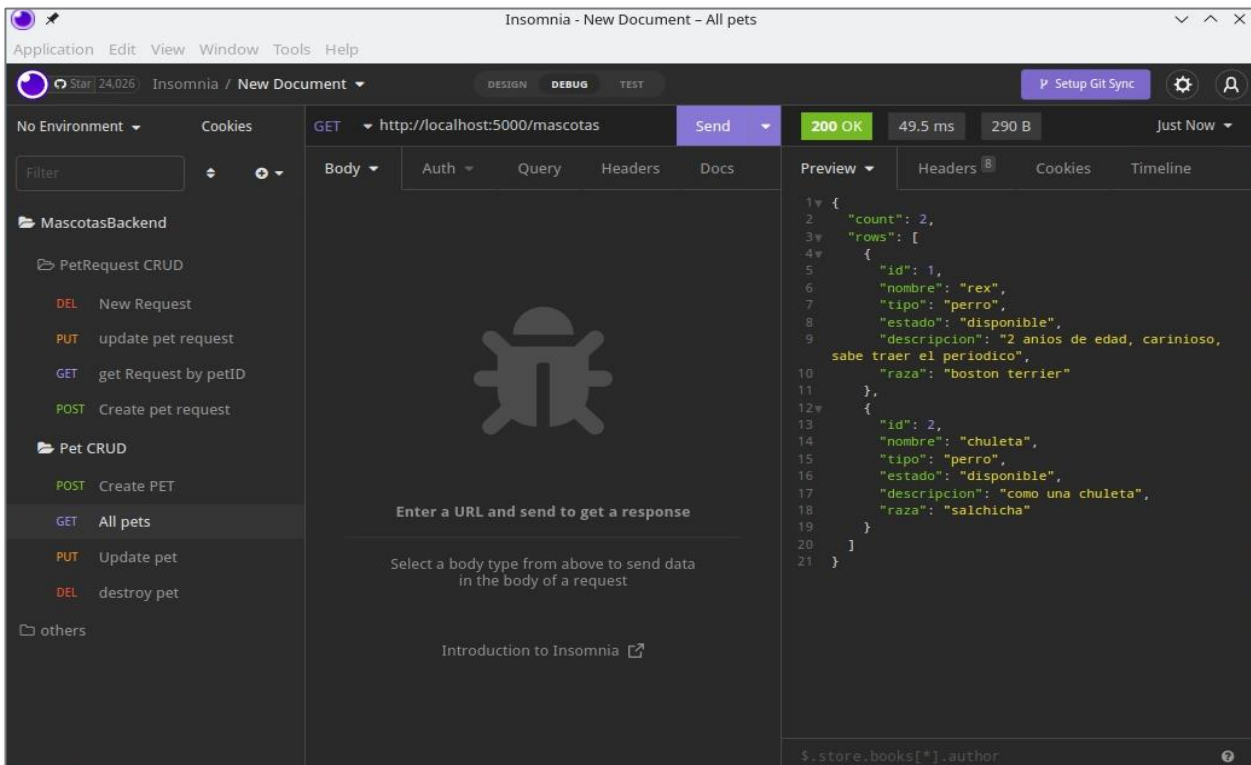 Insomnia - New Document – All pets
Application Edit View Window Tools Help
Star 24,026 Insomnia / New Document DESIGN DEBUG TEST Setup Git Sync
No Environment Cookies
Filter
MascotasBackend
PetRequest CRUD
DEL New Request
PUT update pet request
GET get Request by petID
POST Create pet request
Pet CRUD
POST Create PET
GET All pets
PUT Update pet
DEL destroy pet
others
GET http://localhost:5000/mascotas Send
Body Auth Query Headers Docs
Enter a URL and send to get a response
Select a body type from above to send data
in the body of a request
Introduction to Insomnia
200 OK 49.5 ms 290 B Just Now
Preview Headers 8 Cookies Timeline
1 {
2 "count": 2,
3 "rows": [
4 {
5 "id": 1,
6 "nombre": "rex",
7 "tipo": "perro",
8 "estado": "disponible",
9 "descripcion": "2 anios de edad, carinioso,
sabe traer el periodico",
10 "raza": "boston terrier"
11 },
12 {
13 "id": 2,
14 "nombre": "chuleta",
15 "tipo": "perro",
16 "estado": "disponible",
17 "descripcion": "como una chuleta",
18 "raza": "salchicha"
19 }
20 ]
21 }
$.store.books[*].author